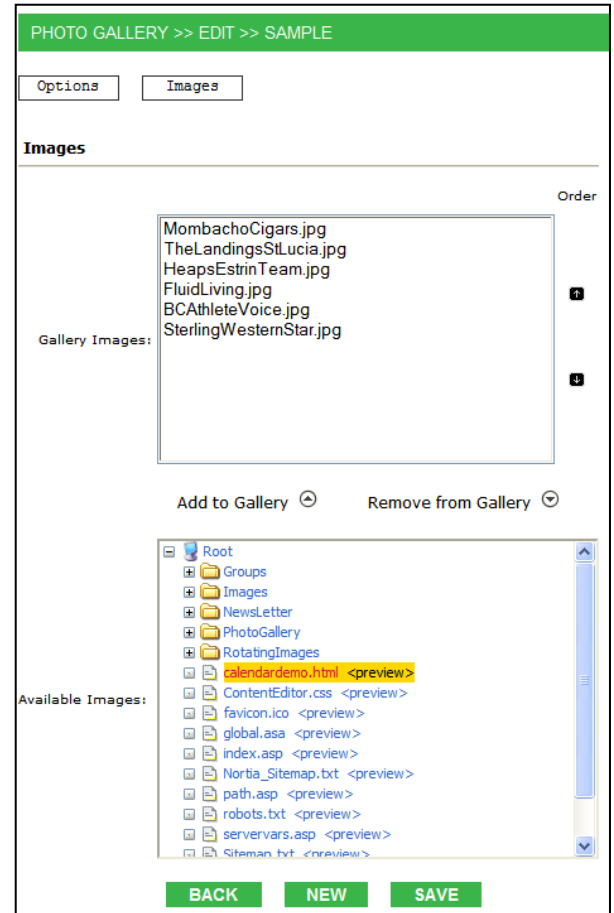 PHOTO GALLERY >> EDIT >> SAMPLE
Options Images
Images
Order
Gallery Images:
MombachoCigars.jpg
TheLandingsStLucia.jpg
HeapsEstrinTeam.jpg
FluidLiving.jpg
BCAthleteVoice.jpg
SterlingWesternStar.jpg
Add to Gallery Remove from Gallery
Available Images:
Root
Groups
Images
NewsLetter
PhotoGallery
RotatingImages
calendardemo.html <preview>
ContentEditor.css <preview>
favicon.ico <preview>
global.asa <preview>
index.asp <preview>
Nortia_Sitemap.txt <preview>
path.asp <preview>
robots.txt <preview>
servervars.asp <preview>
Sitemap.txt <preview>
BACK NEW SAVE